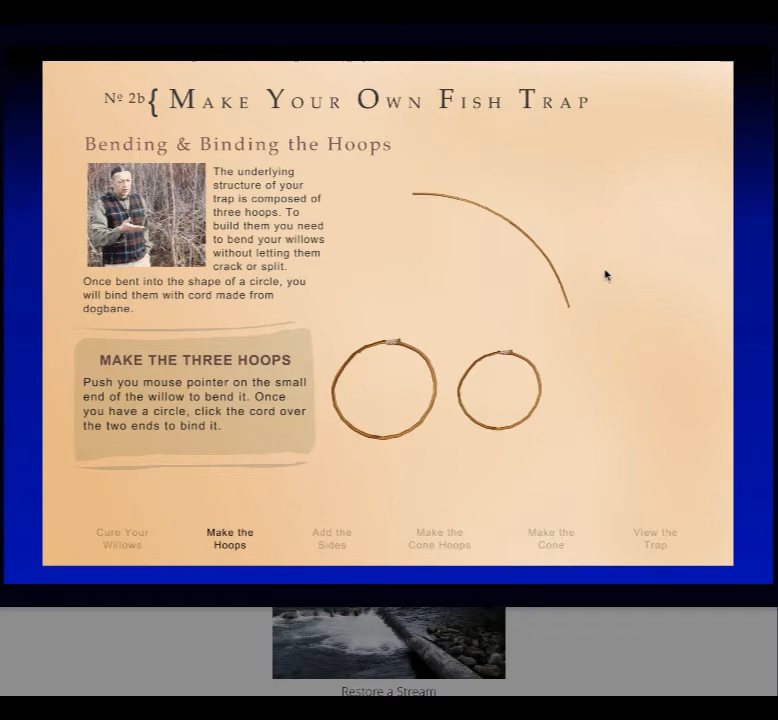 Nº 2b{ MAKE YOUR OWN FISH TRAP
Bending & Binding the Hoops
The underlying
structure of your
trap is composed of
three hoops. To
build them you need
to bend your willows
without letting them
crack or split.
Once bent into the shape of a circle, you
will bind them with cord made from
dogbane.
MAKE THE THREE HOOPS
Push you mouse pointer on the small
end of the willow to bend it. Once
you have a circle, click the cord over
the two ends to bind it.
Cure Your
Willows
Make the
Hoops
Add the
Sides
Make the
Cone Hoops
Make the
Cone
View the
Trap
Restore a Stream